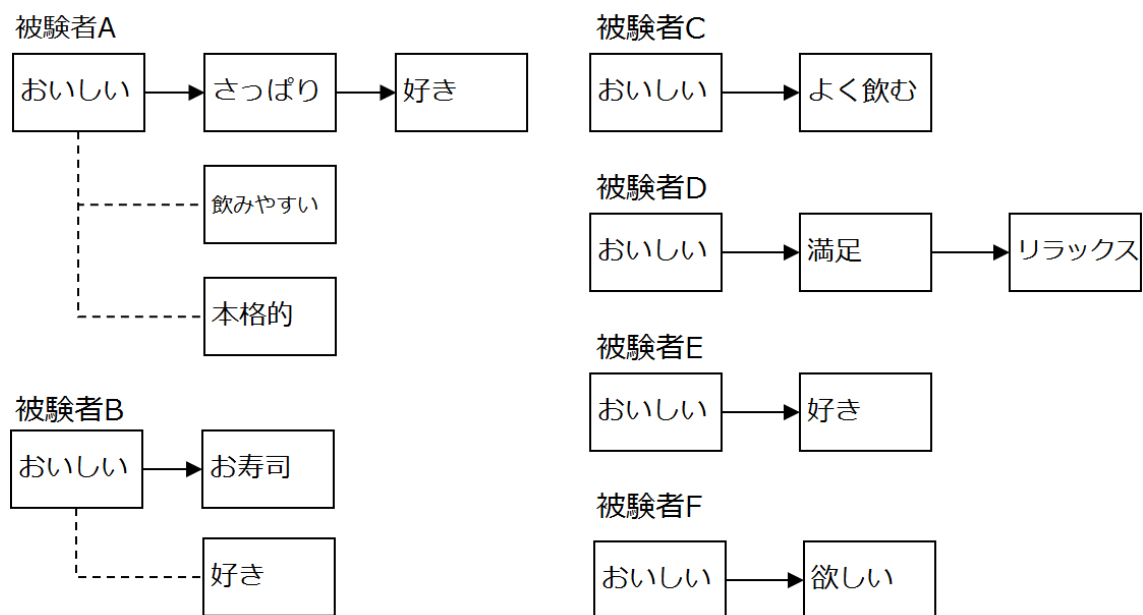 被験者A
おいしい
さっぱり
好き
飲みやすい
本格的
被験者B
おいしい
お寿司
好き
被験者C
おいしい
よく飲む
被験者D
おいしい
満足
リラックス
被験者E
おいしい
好き
被験者F
おいしい
欲しい